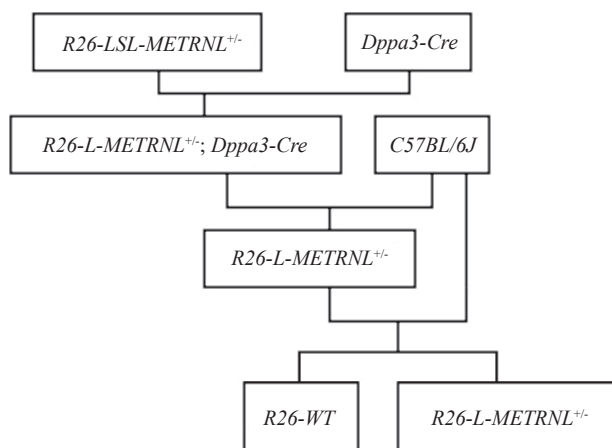 R26-LSL-METRNL+/-
Dppa3-Cre
R26-L-METRNL+/-; Dppa3-Cre
C57BL/6J
R26-L-METRNL+/-
R26-WT
R26-L-METRNL+/-